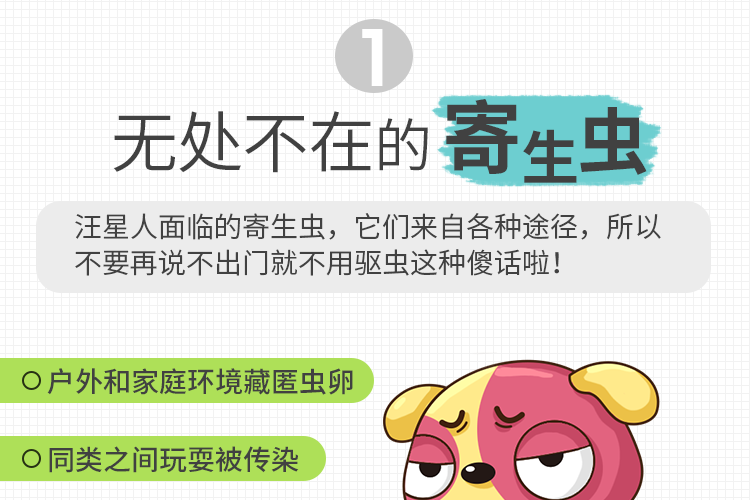 1
无处不在的寄生虫
汪星人面临的寄生虫，它们来自各种途径，所以
不要再说不出门就不用驱虫这种傻话啦！
户外和家庭环境藏匿虫卵
同类之间玩耍被传染